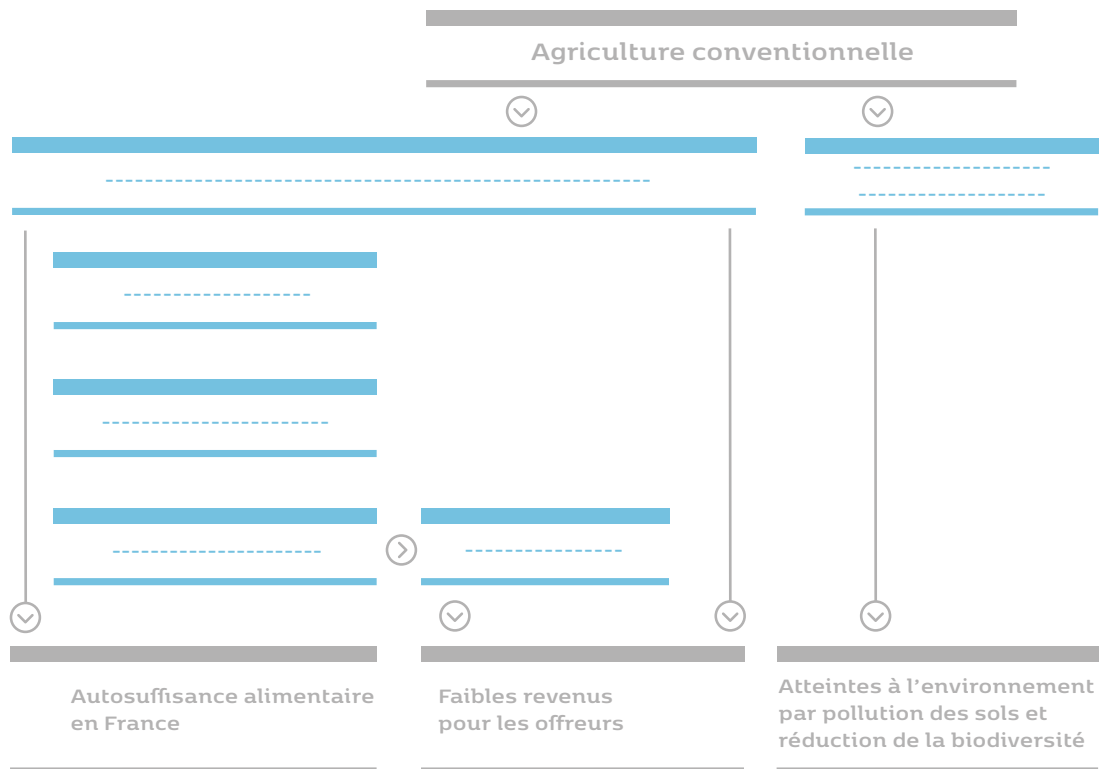 Agriculture conventionnelle
Autosuffisance alimentaire
en France
Faibles revenus
pour les offreurs
Atteintes à l’environnement
par pollution des sols et
réduction de la biodiversité